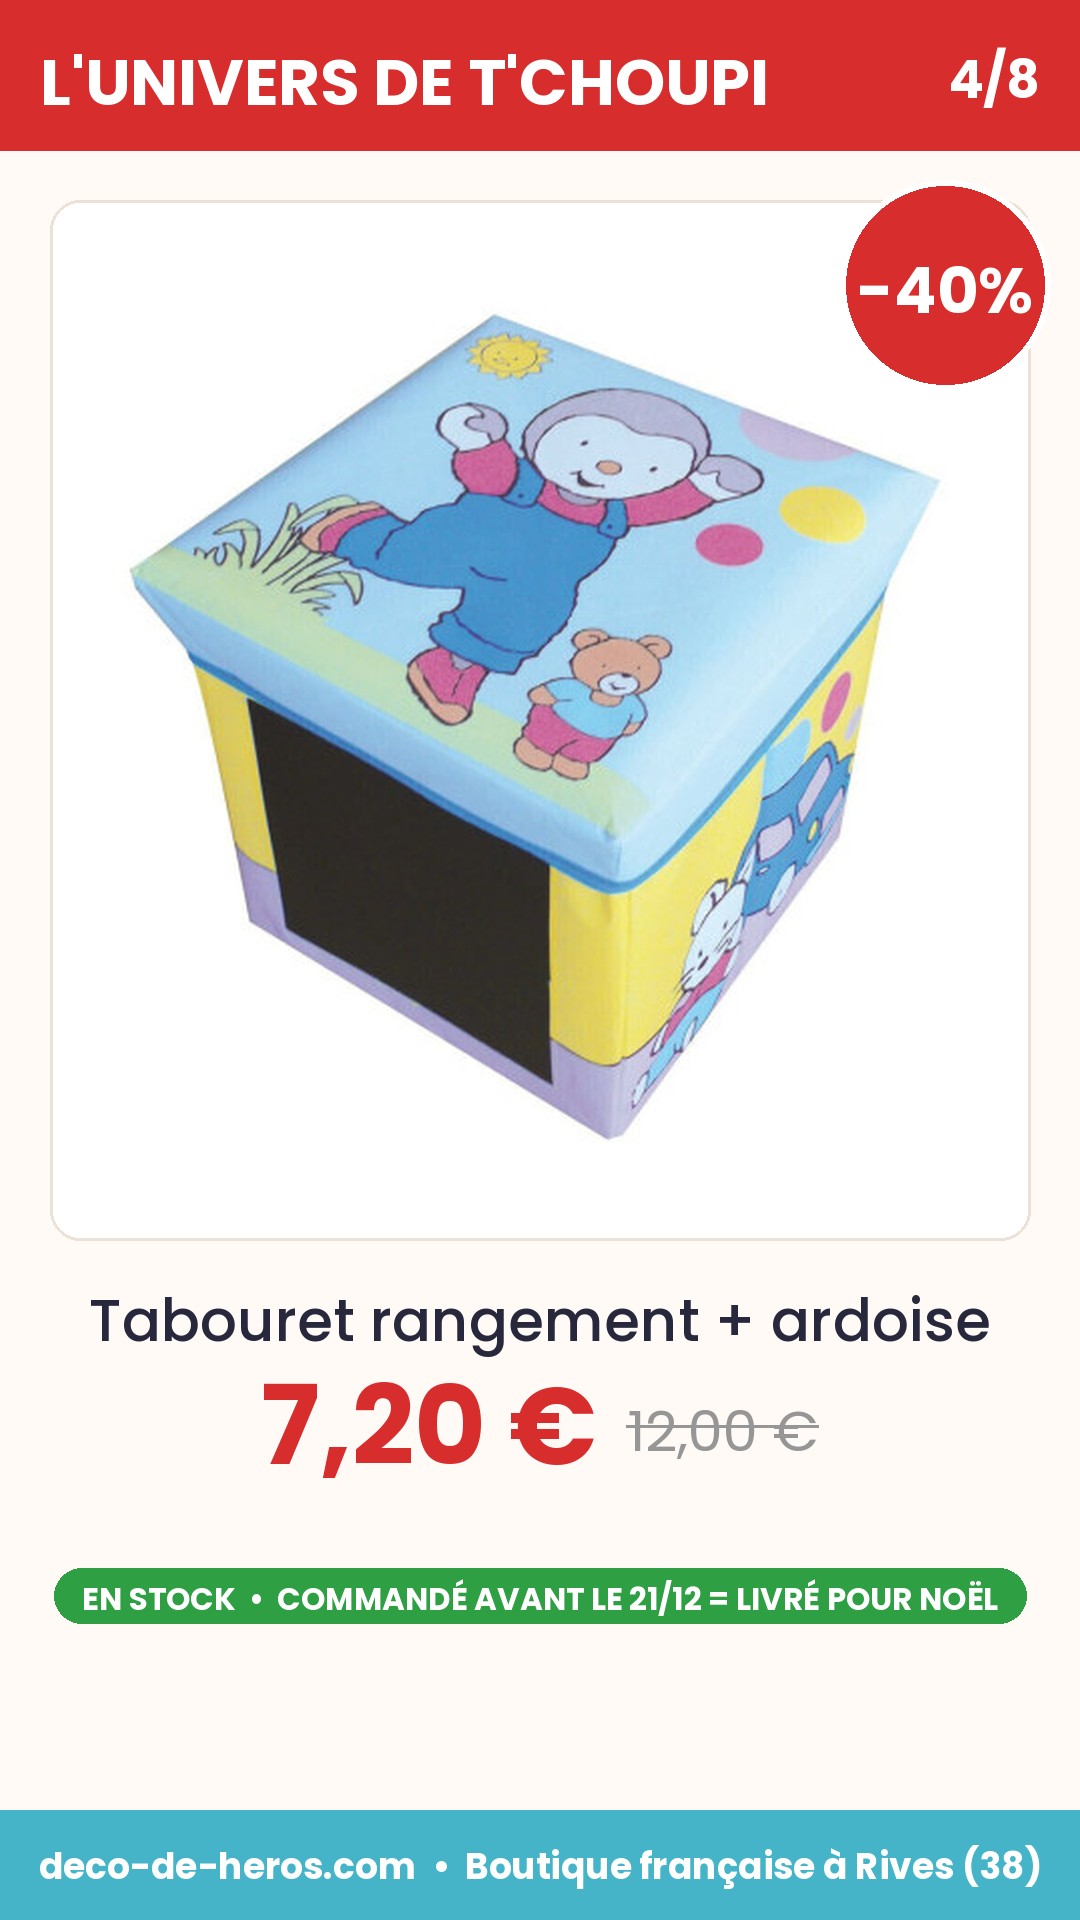 L'UNIVERS DE T'CHOUPI 4/8
-40%
Tabouret rangement + ardoise
7,20 € 12,00 €
EN STOCK • COMMANDÉ AVANT LE 21/12 = LIVRÉ POUR NOËL
deco-de-heros.com • Boutique française à Rives (38)